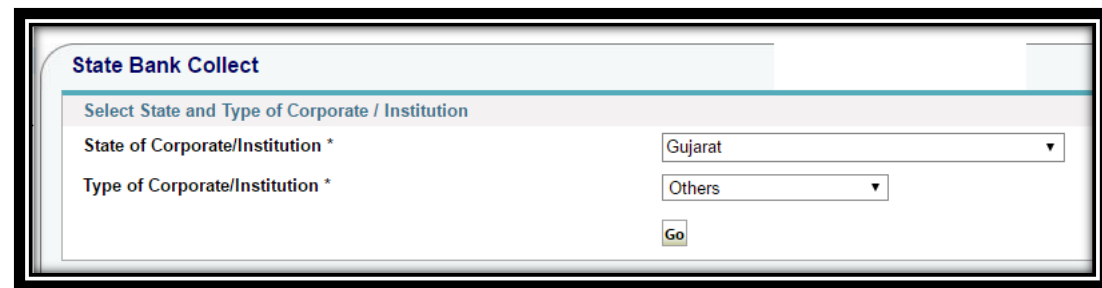 State Bank Collect
Select State and Type of Corporate / Institution
State of Corporate/Institution * Gujarat
Type of Corporate/Institution * Others
Go